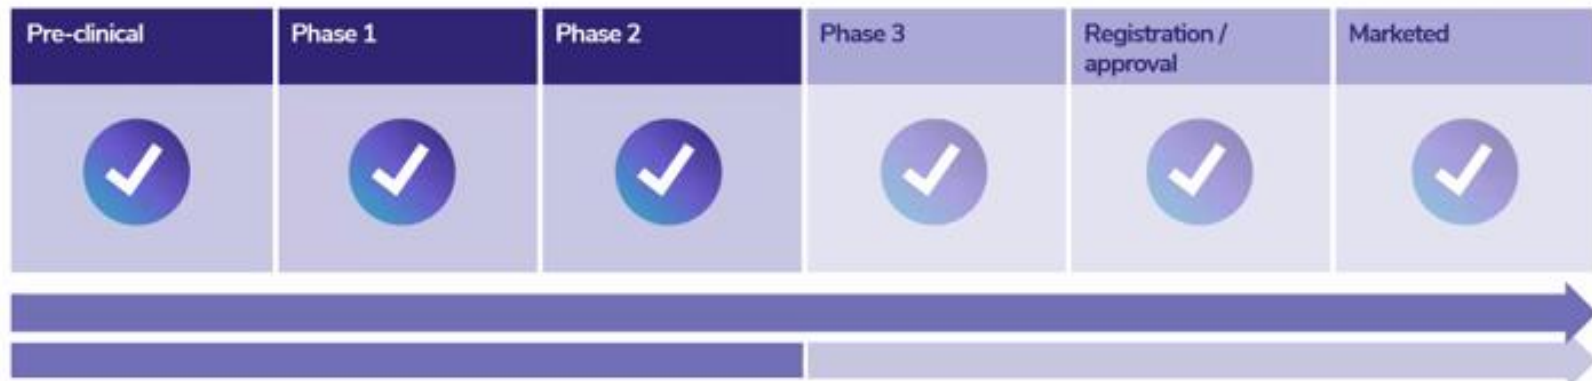 Pre-clinical
Phase 1
Phase 2
Phase 3
Registration /
approval
Marketed